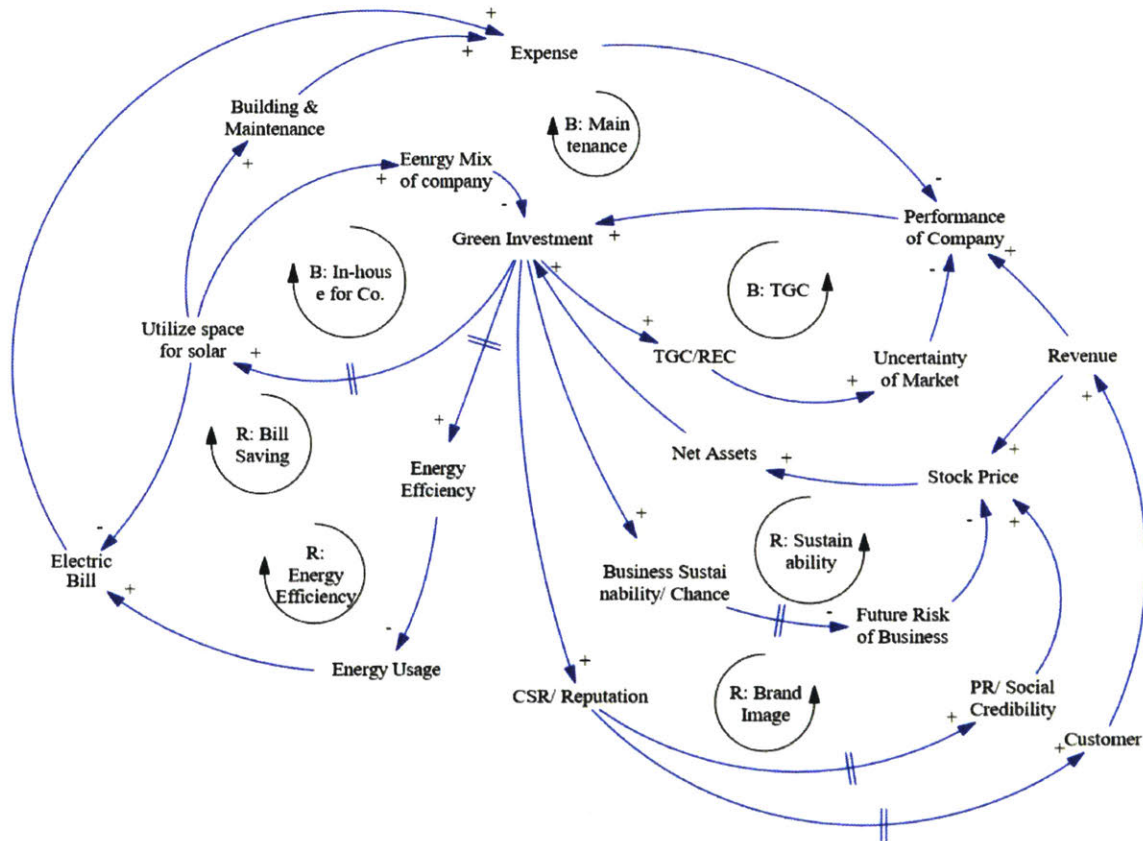 Expense
Building &
Maintenance
B: Main
tenance
Eenrgy Mix
of company
Performance
of Company
Green Investment
B: In-hous
e for Co.
B: TGC
Utilize space
for solar
TGC/REC
Uncertainty
of Market
Revenue
R: Bill
Saving
Net Assets
Energy
Effciency
Stock Price
R:
Energy
Efficiency
R: Sustain
ability
Electric
Bill
Business Sustai
nability/ Chance
Future Risk
of Business
Energy Usage
CSR/ Reputation
R: Brand
Image
PR/ Social
Credibility
Customer